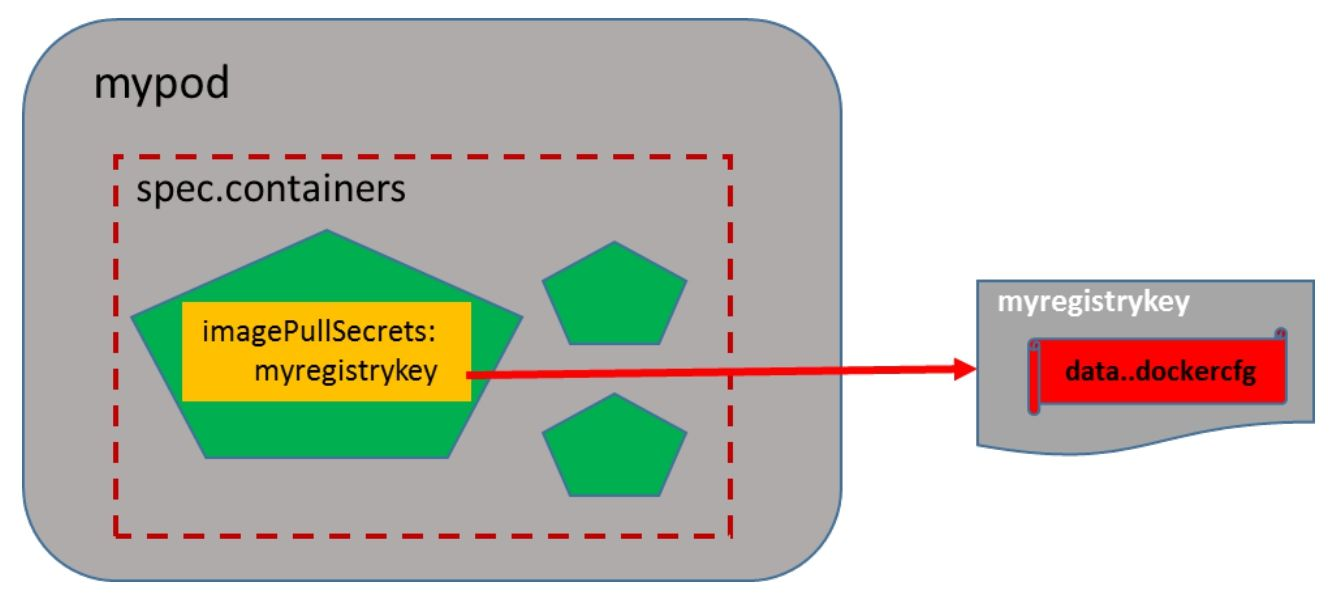 mypod
spec.containers
imagePullSecrets:
myregistrykey
myregistrykey
data..dockercfg